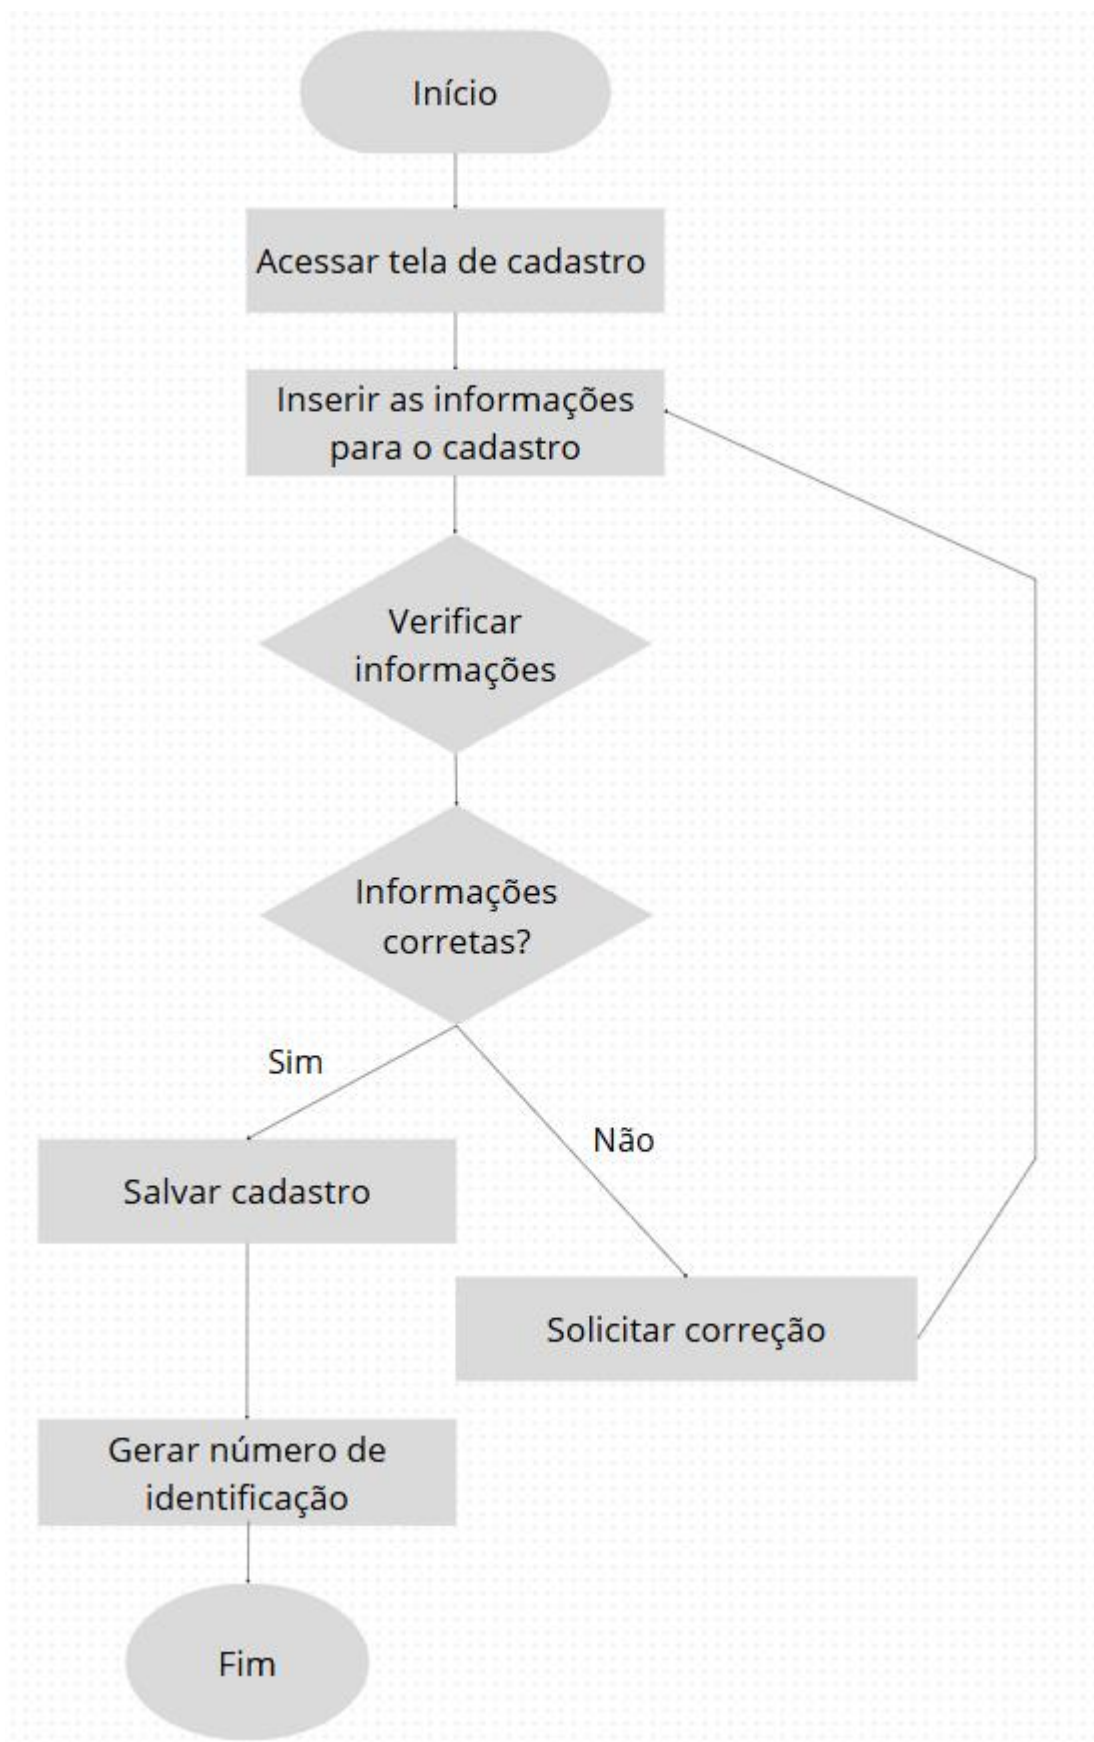 Início
Acessar tela de cadastro
Inserir as informações
para o cadastro
Verificar
informações
Informações
corretas?
Sim
Não
Salvar cadastro
Solicitar correção
Gerar número de
identificação
Fim